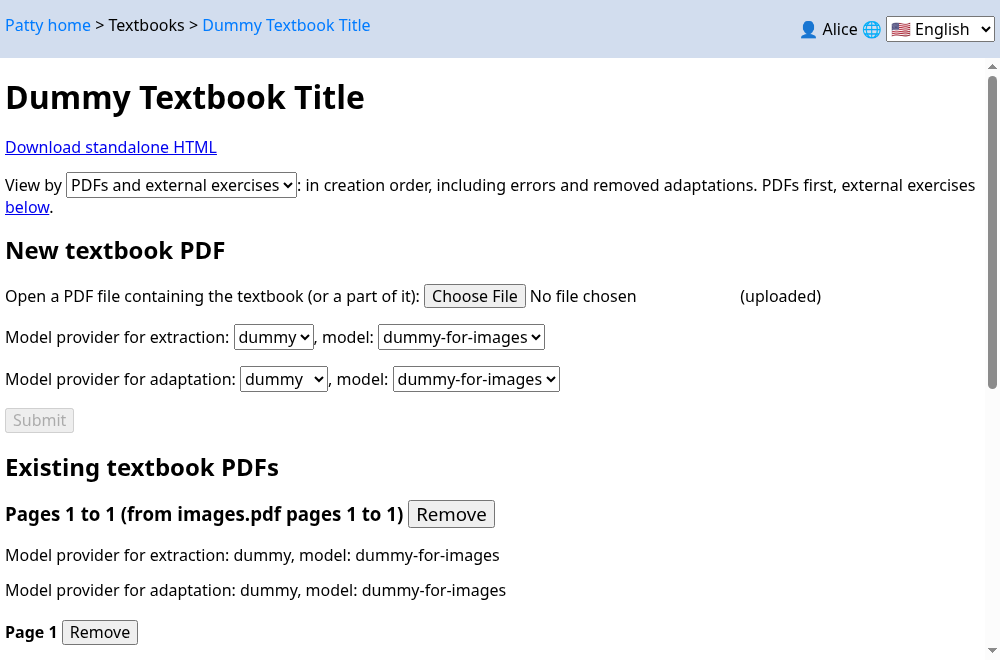 Patty home > Textbooks > Dummy Textbook Title
👤 Alice 🌐 🇺🇸 English
Dummy Textbook Title
Download standalone HTML
View by PDFs and external exercises: in creation order, including errors and removed adaptations. PDFs first, external exercises
below.
New textbook PDF
Open a PDF file containing the textbook (or a part of it): Choose File No file chosen (uploaded)
Model provider for extraction: dummy, model: dummy-for-images
Model provider for adaptation: dummy, model: dummy-for-images
Submit
Existing textbook PDFs
Pages 1 to 1 (from images.pdf pages 1 to 1) Remove
Model provider for extraction: dummy, model: dummy-for-images
Model provider for adaptation: dummy, model: dummy-for-images
Page 1 Remove